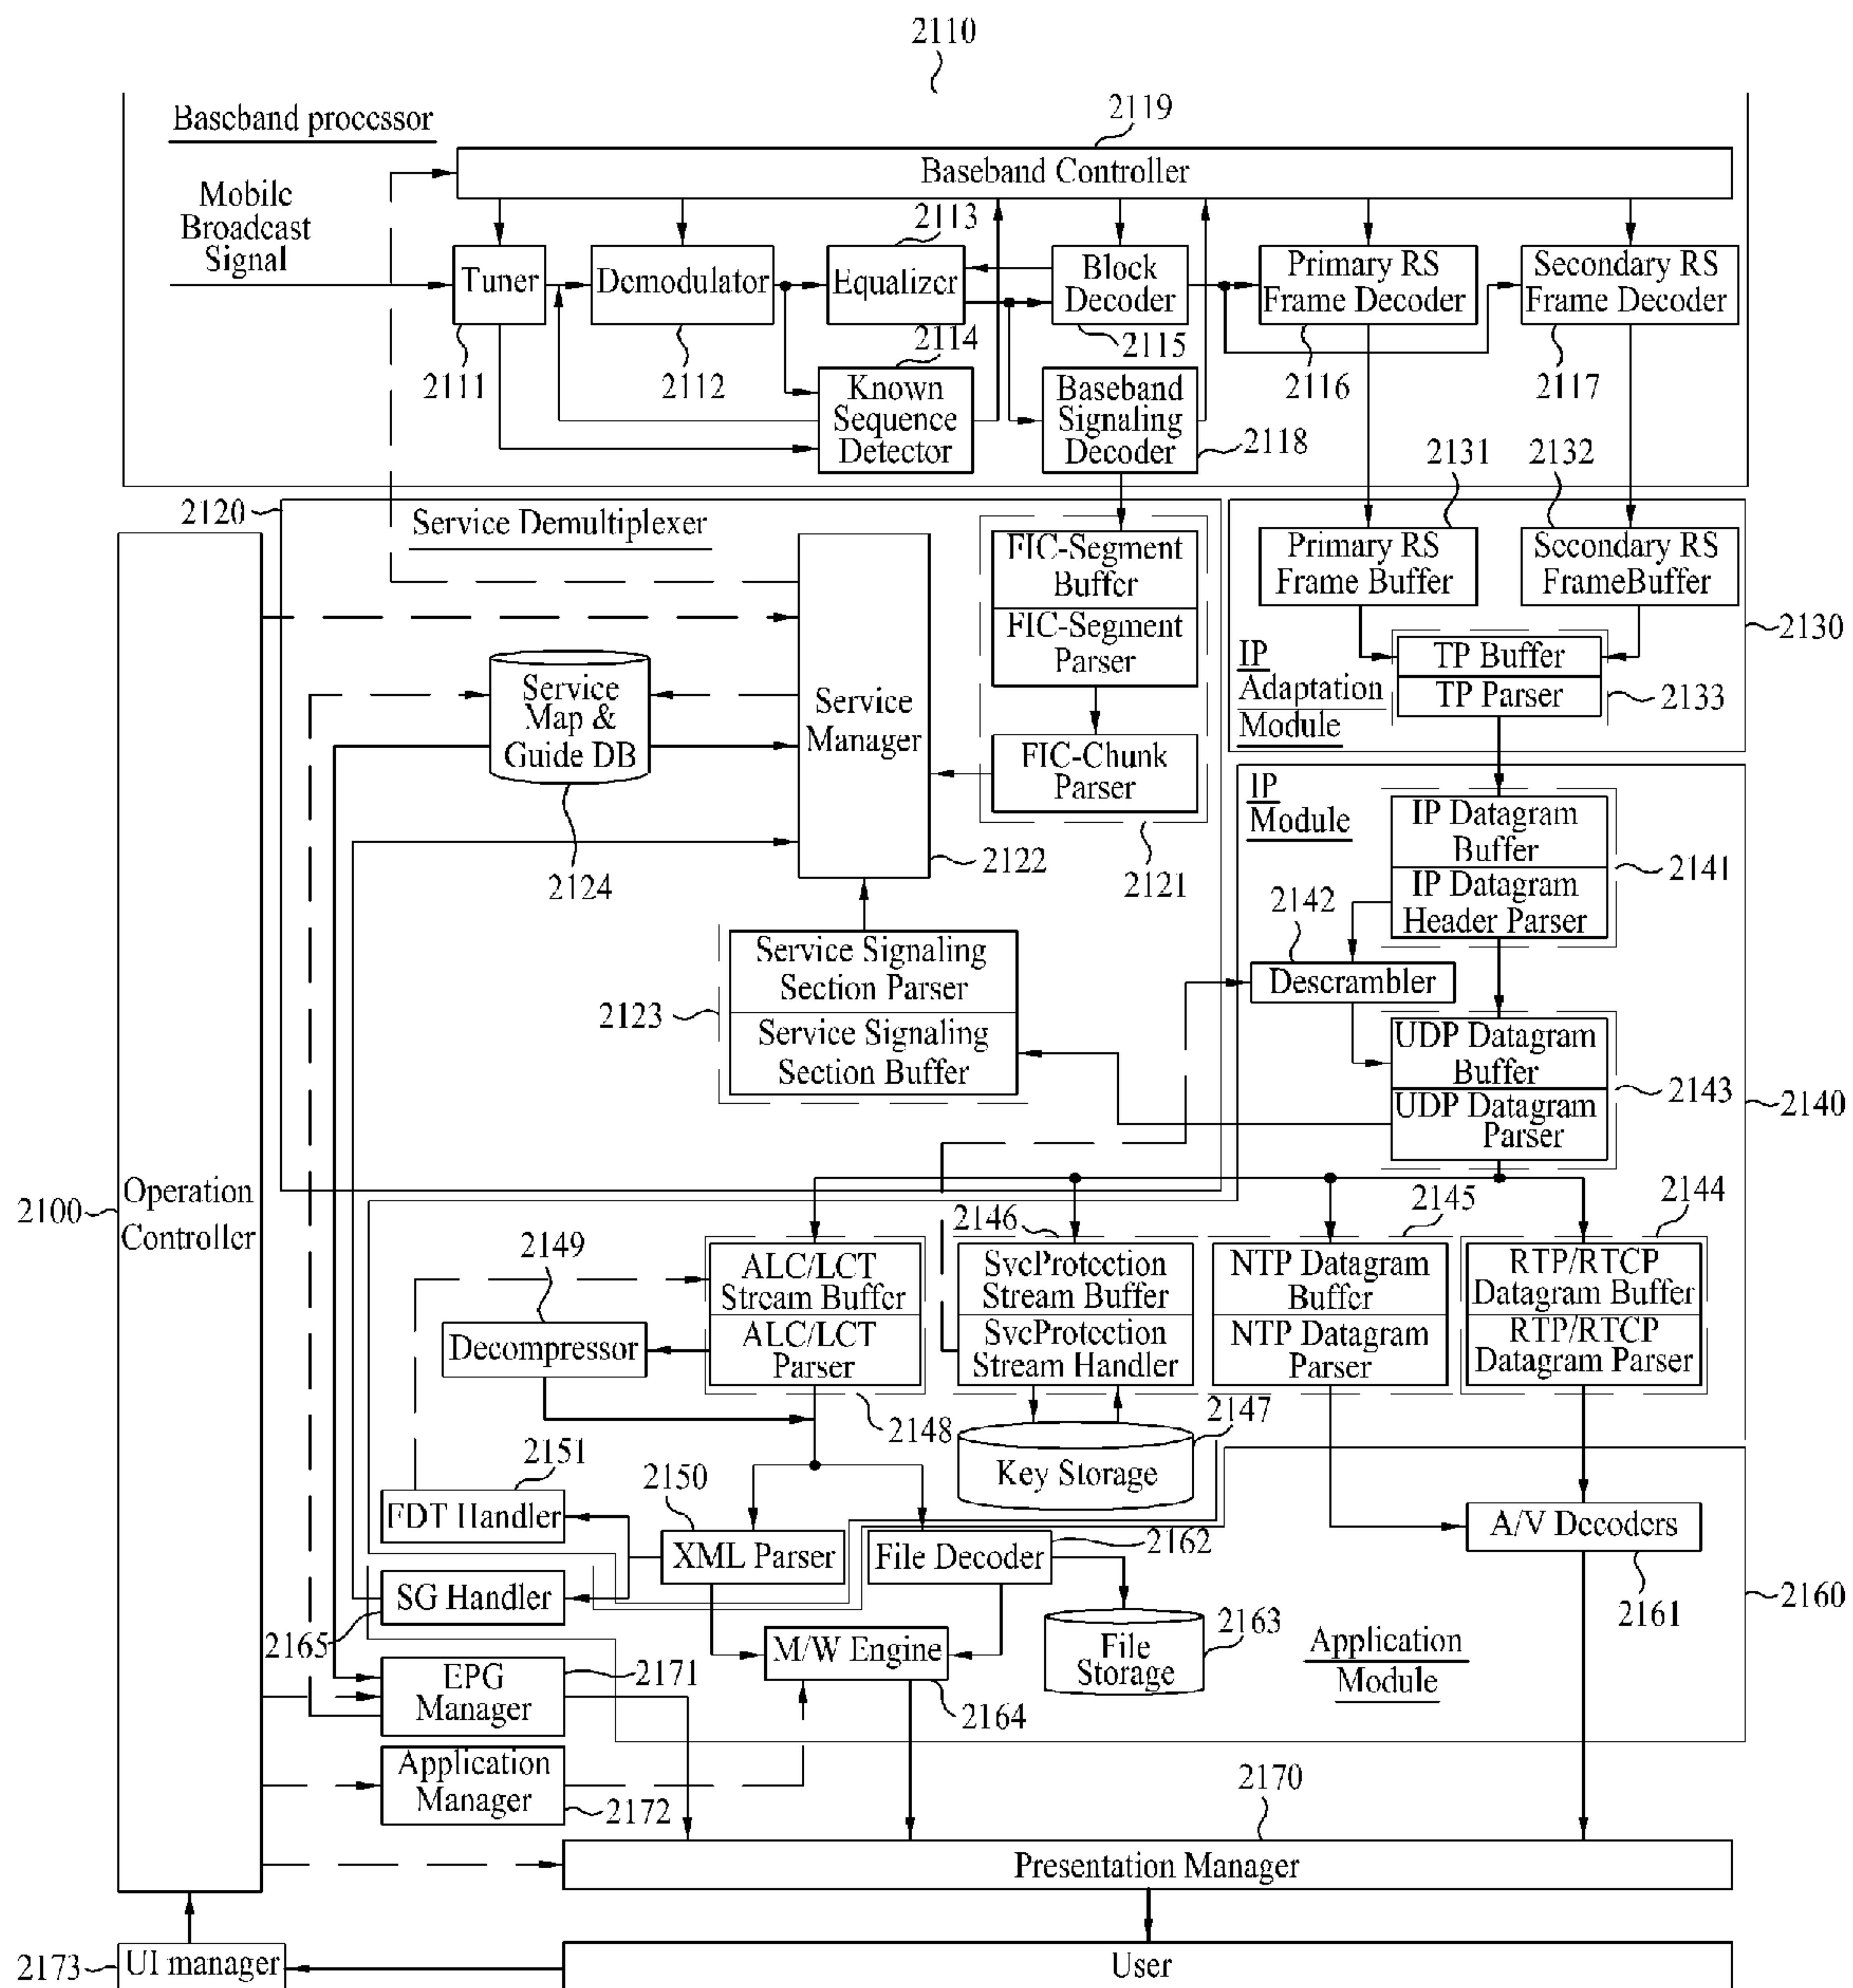 2110
Baseband processor
2119
Baseband Controller
Mobile
Broadcast
Signal
2113
Tuner
Demodulator
Equalizer
Block
Decoder
Primary RS
Frame Decoder
Secondary RS
Frame Decoder
2111
2112
2114
2115
2116
2117
Known
Sequence
Detector
Baseband
Signaling
Decoder
2118
2131
2132
2120
Service Demultiplexer
FIC-Segment
Buffer
FIC-Segment
Parser
Primary RS
Frame Buffer
Secondary RS
FrameBuffer
2130
TP Buffer
TP Parser
2133
IP
Adaptation
Module
Service
Map &
Guide DB
Service
Manager
FIC-Chunk
Parser
2124
2122
2121
IP
Module
IP Datagram
Buffer
IP Datagram
Header Parser
2141
2142
Descrambler
Service Signaling
Section Parser
Service Signaling
Section Buffer
2123
UDP Datagram
Buffer
UDP Datagram
Parser
2143
2140
2100
Operation
Controller
2149
2146
2145
2144
ALC/LCT
Stream Buffer
ALC/LCT
Parser
SvcProtection
Stream Buffer
SvcProtection
Stream Handler
NTP Datagram
Buffer
NTP Datagram
Parser
RTP/RTCP
Datagram Buffer
RTP/RTCP
Datagram Parser
Decompressor
2148
2147
Key Storage
2151
2150
FDT Handler
XML Parser
File Decoder
2162
A/V Decoders
2161
2160
SG Handler
2165
M/W Engine
File
Storage
2163
Application
Module
EPG
Manager
2171
2164
Application
Manager
2172
2170
Presentation Manager
2173
UI manager
User